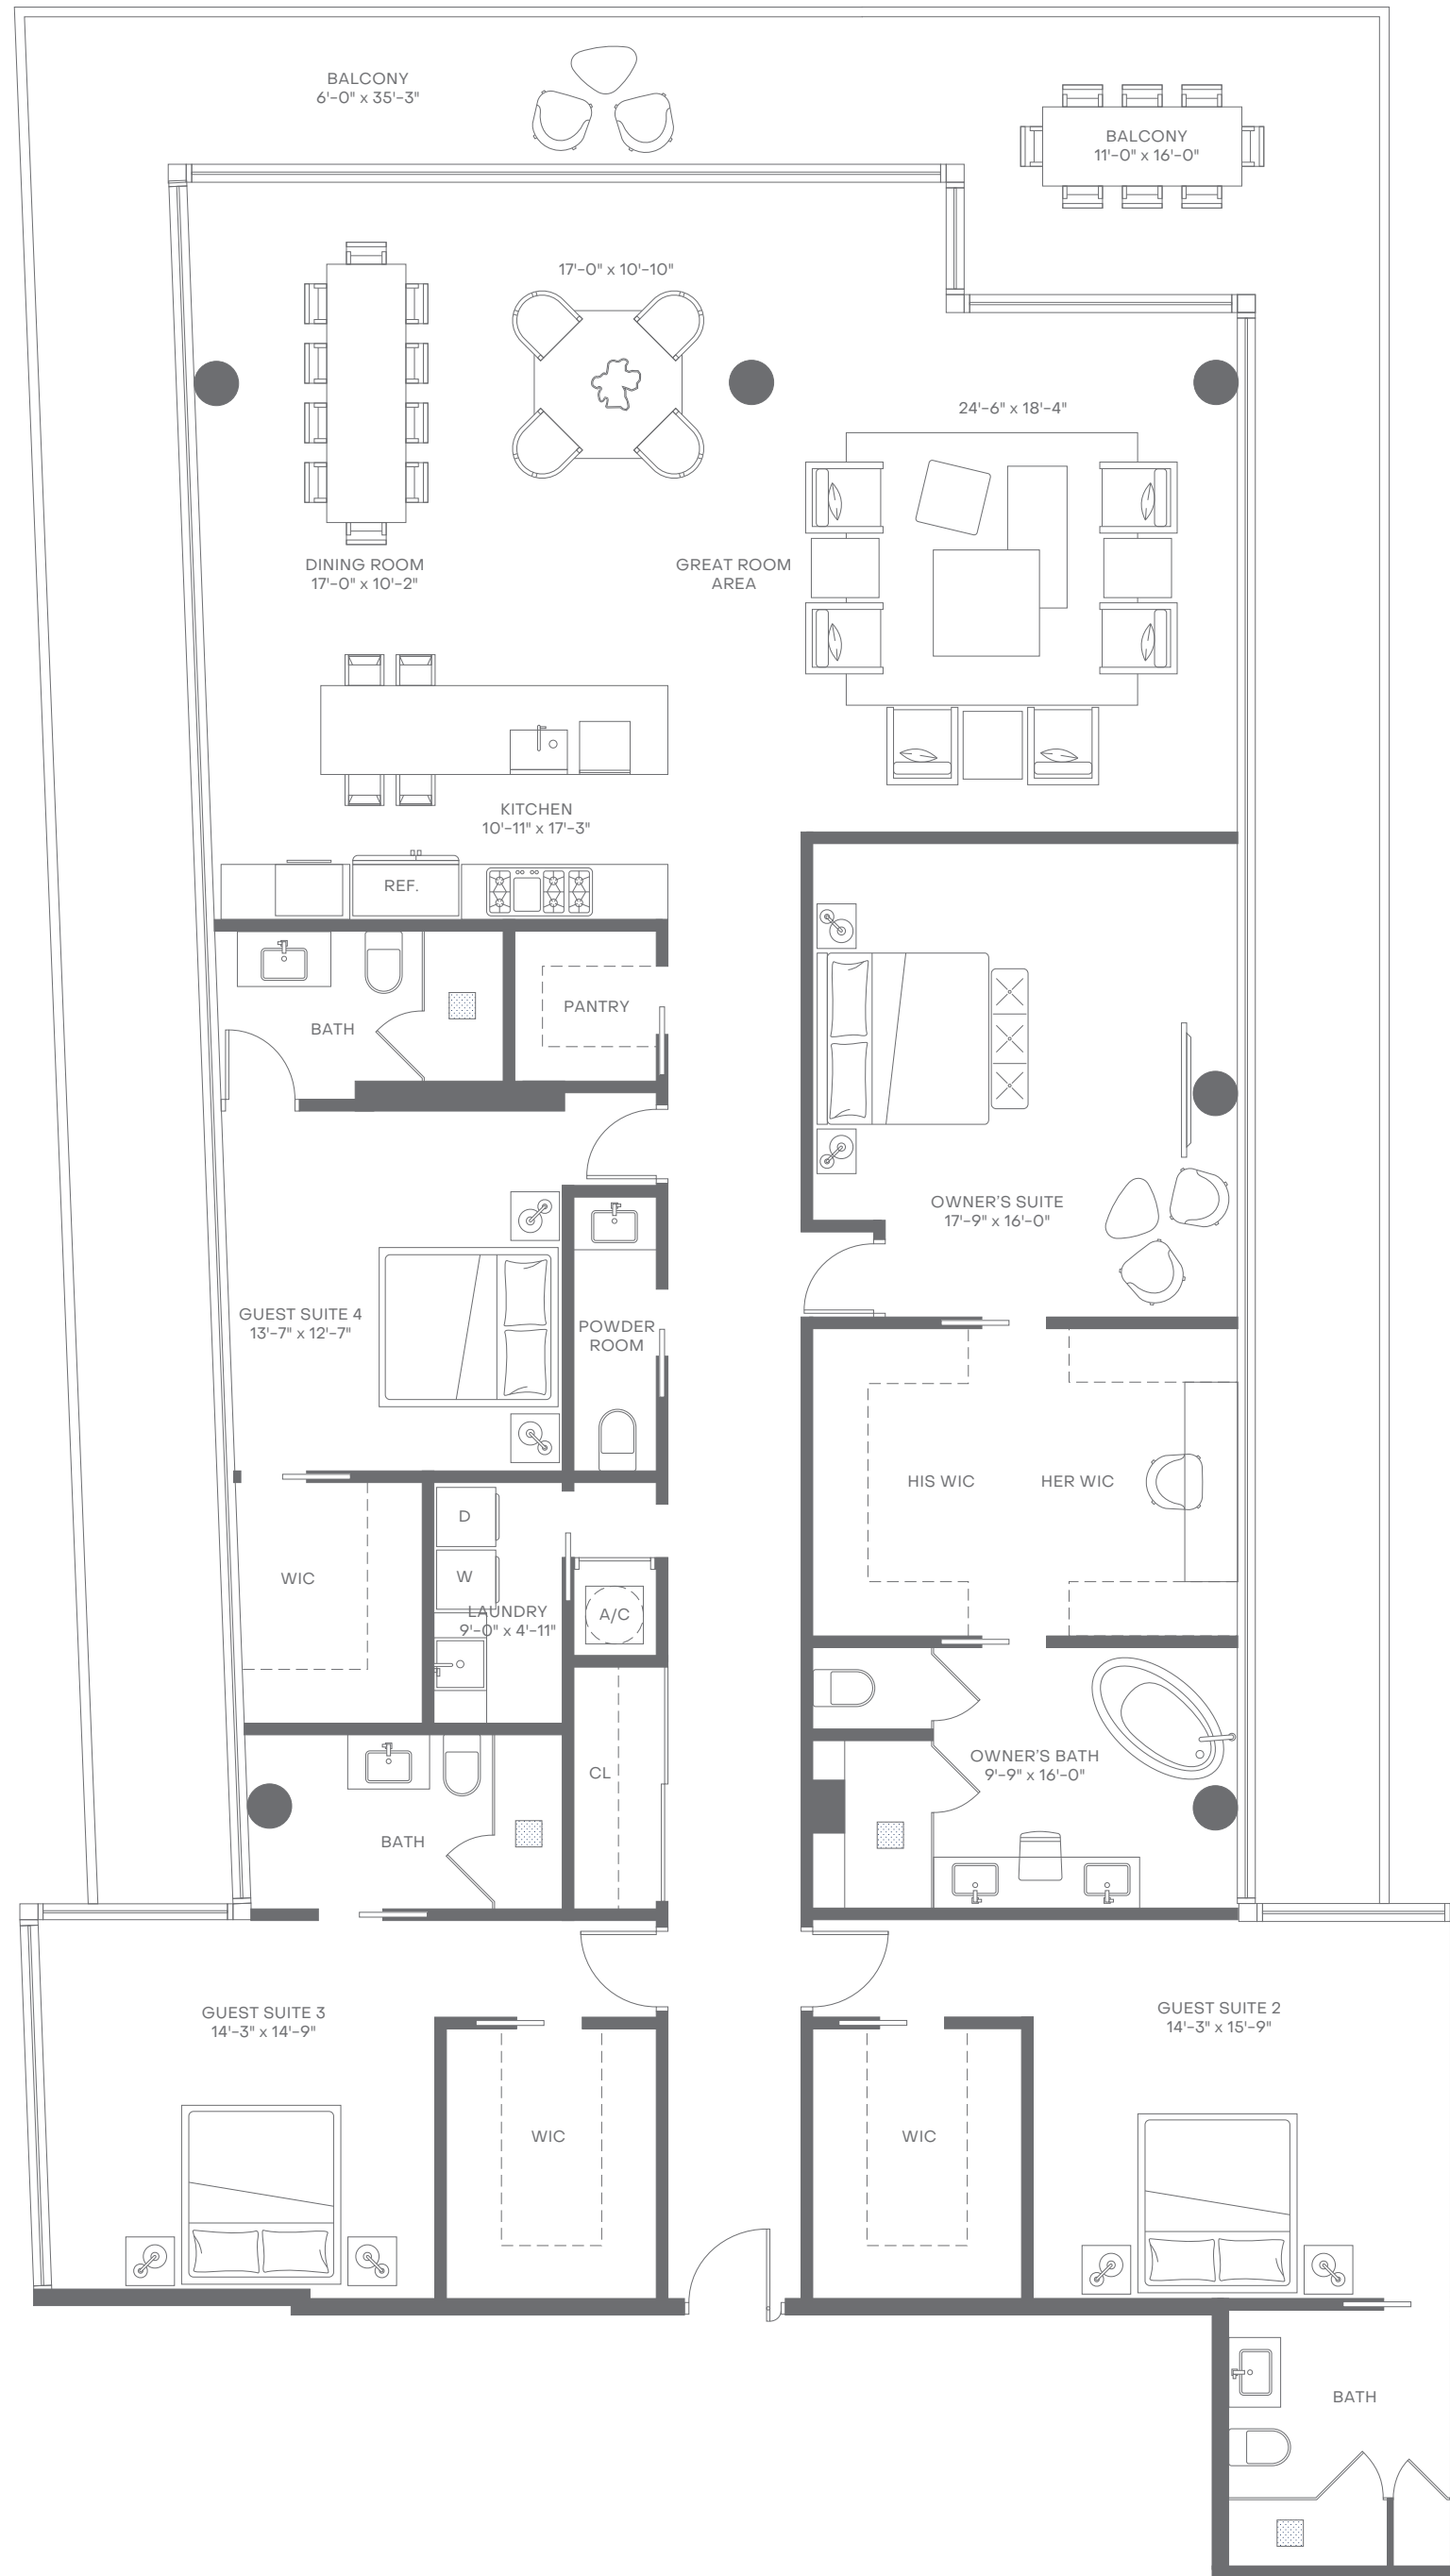 BALCONY
6'-0" x 35'-3"
BALCONY
11'-0" x 16'-0"
17'-0" x 10'-10"
24'-6" x 18'-4"
DINING ROOM
17'-0" x 10'-2"
GREAT ROOM
AREA
KITCHEN
10'-11" x 17'-3"
REF.
BATH
PANTRY
OWNER'S SUITE
17'-9" x 16'-0"
GUEST SUITE 4
13'-7" x 12'-7"
POWDER
ROOM
HIS WIC
HER WIC
D
W
WIC
LAUNDRY
9'-0" x 4'-11"
A/C
CL
OWNER'S BATH
9'-9" x 16'-0"
BATH
GUEST SUITE 3
14'-3" x 14'-9"
GUEST SUITE 2
14'-3" x 15'-9"
WIC
WIC
BATH